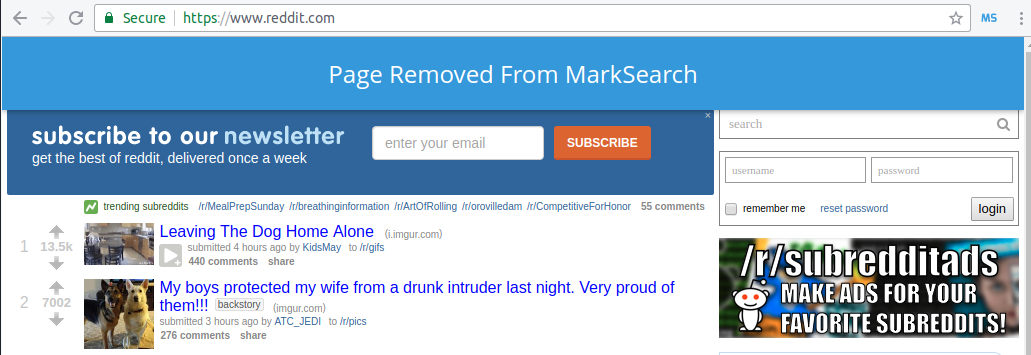 Secure https://www.reddit.com MS
Page Removed From MarkSearch
subscribe to our newsletter
get the best of reddit, delivered once a week
enter your email
SUBSCRIBE
×
search
username password
remember me reset password login
trending subreddits /r/MealPrepSunday /r/breathinginformation /r/ArtOfRolling /r/orovilledam /r/CompetitiveForHonor 55 comments
1
13.5k
Leaving The Dog Home Alone (i.imgur.com)
submitted 4 hours ago by KidsMay to /r/gifs
440 comments share
2
7002
My boys protected my wife from a drunk intruder last night. Very proud of
them!!! backstory (imgur.com)
submitted 3 hours ago by ATC_JEDI to /r/pics
276 comments share
/r/subredditads
MAKE ADS FOR YOUR
FAVORITE SUBREDDITS!